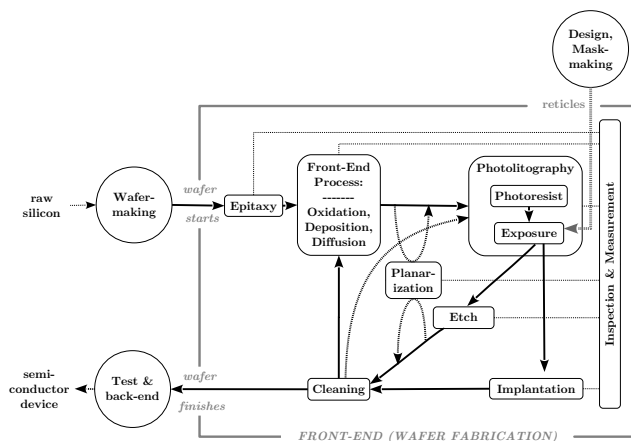 Design,
Mask-
making
reticles
Front-End
Process:
-------
Oxidation,
Deposition,
Diffusion
Photolitography
Photoresist
Exposure
raw
silicon
Wafer-
making
wafer
starts
Epitaxy
Planar-
ization
Etch
Inspection & Measurement
semi-
conductor
device
Test &
back-end
wafer
finishes
Cleaning
Implantation
FRONT-END (WAFER FABRICATION)